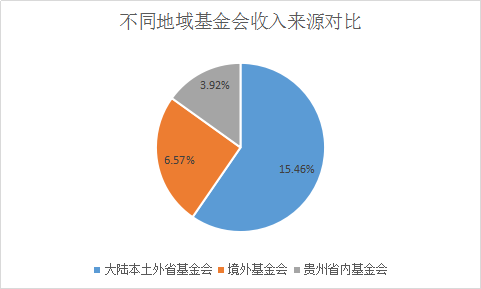 不同地域基金会收入来源对比
3.92%
6.57%
15.46%
大陆本土外省基金会 境外基金会 贵州省内基金会